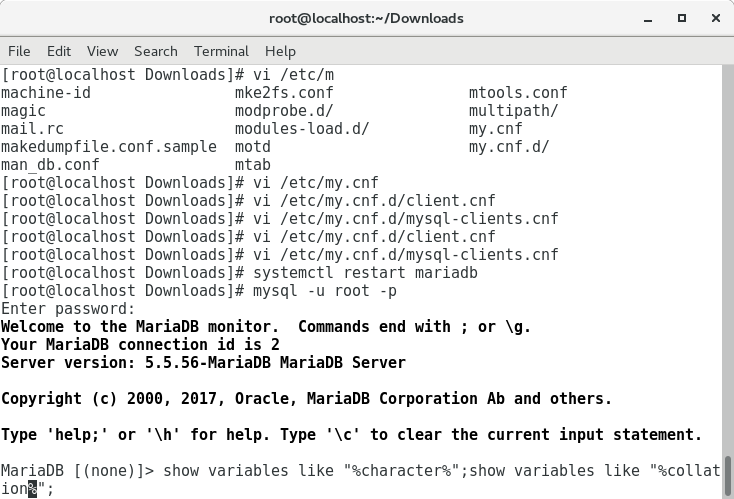 root@localhost:~/Downloads
File Edit View Search Terminal Help
[root@localhost Downloads]# vi /etc/m
machine-id                mke2fs.conf               mtools.conf
magic                     modprobe.d/               multipath/
mail.rc                   modules-load.d/           my.cnf
makedumpfile.conf.sample  motd                      my.cnf.d/
man_db.conf               mtab
[root@localhost Downloads]# vi /etc/my.cnf
[root@localhost Downloads]# vi /etc/my.cnf.d/client.cnf
[root@localhost Downloads]# vi /etc/my.cnf.d/mysql-clients.cnf
[root@localhost Downloads]# vi /etc/my.cnf.d/client.cnf
[root@localhost Downloads]# vi /etc/my.cnf.d/mysql-clients.cnf
[root@localhost Downloads]# systemctl restart mariadb
[root@localhost Downloads]# mysql -u root -p
Enter password:
Welcome to the MariaDB monitor.  Commands end with ; or \g.
Your MariaDB connection id is 2
Server version: 5.5.56-MariaDB MariaDB Server
Copyright (c) 2000, 2017, Oracle, MariaDB Corporation Ab and others.
Type 'help;' or '\h' for help. Type '\c' to clear the current input statement.
MariaDB [(none)]> show variables like "%character%";show variables like "%collat
ion%";